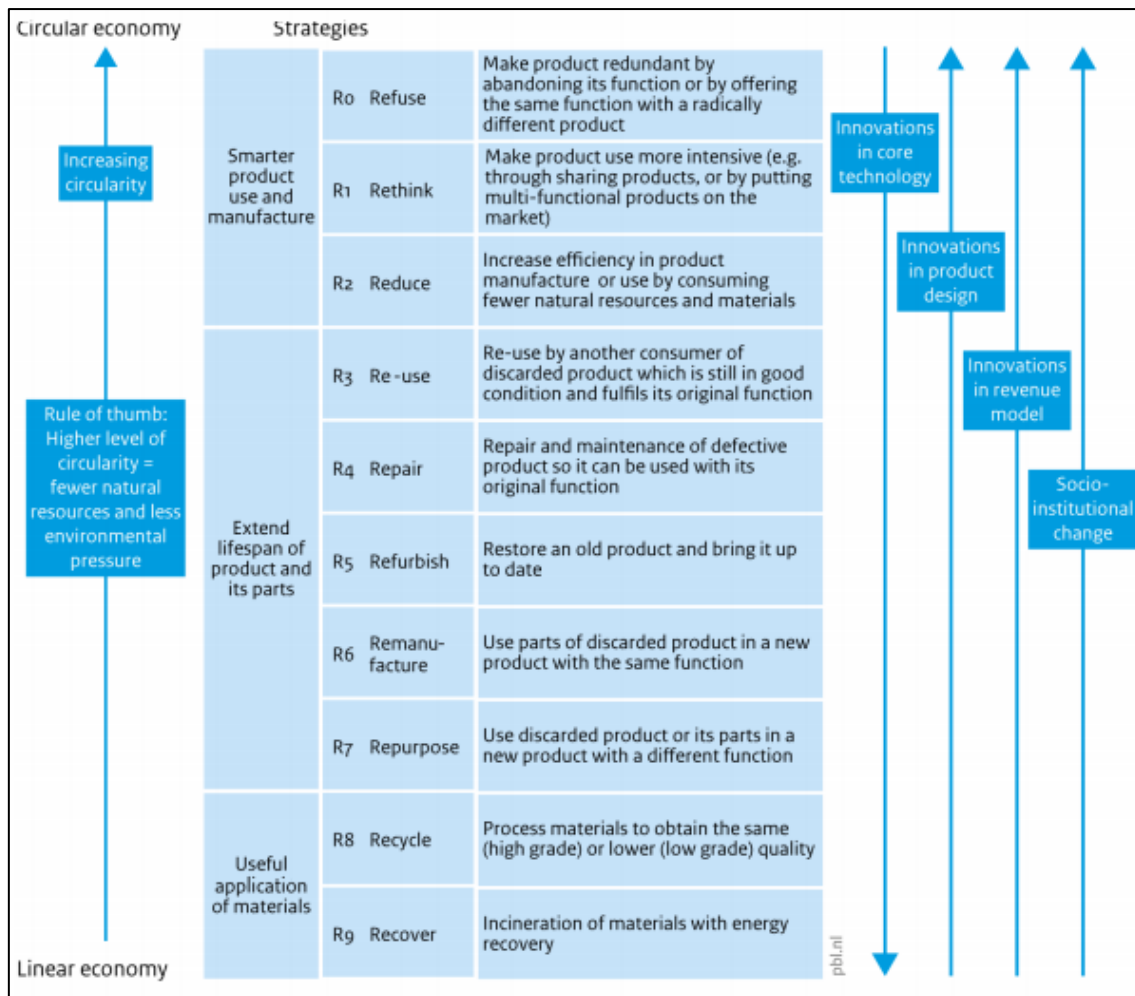 Circular economy
Strategies
Increasing
circularity
Rule of thumb:
Higher level of
circularity =
fewer natural
resources and less
environmental
pressure
Linear economy
Smarter
product
use and
manufacture
R0 Refuse
Make product redundant by
abandoning its function or by offering
the same function with a radically
different product
R1 Rethink
Make product use more intensive (e.g.
through sharing products, or by putting
multi-functional products on the
market)
R2 Reduce
Increase efficiency in product
manufacture or use by consuming
fewer natural resources and materials
Extend
lifespan of
product and
its parts
R3 Re-use
Re-use by another consumer of
discarded product which is still in good
condition and fulfils its original function
R4 Repair
Repair and maintenance of defective
product so it can be used with its
original function
R5 Refurbish
Restore an old product and bring it up
to date
R6 Remanu-
facture
Use parts of discarded product in a new
product with the same function
R7 Repurpose
Use discarded product or its parts in a
new product with a different function
Useful
application
of materials
R8 Recycle
Process materials to obtain the same
(high grade) or lower (low grade) quality
R9 Recover
Incineration of materials with energy
recovery
pbl.nl
Innovations
in core
technology
Innovations
in product
design
Innovations
in revenue
model
Socio-
institutional
change